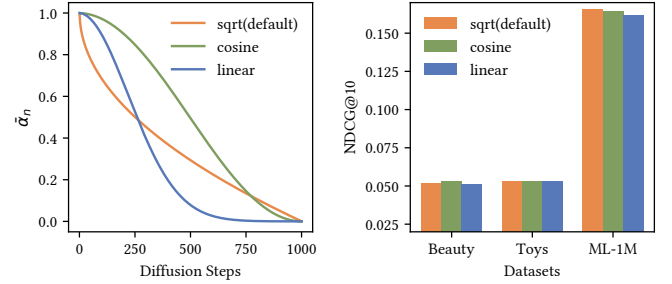 1.0
0.8
0.6
0.4
0.2
0.0
ᾱₙ
sqrt(default)
cosine
linear
0 250 500 750 1000
Diffusion Steps
0.150
0.125
0.100
0.075
0.050
0.025
NDCG@10
sqrt(default)
cosine
linear
Beauty Toys ML-1M
Datasets